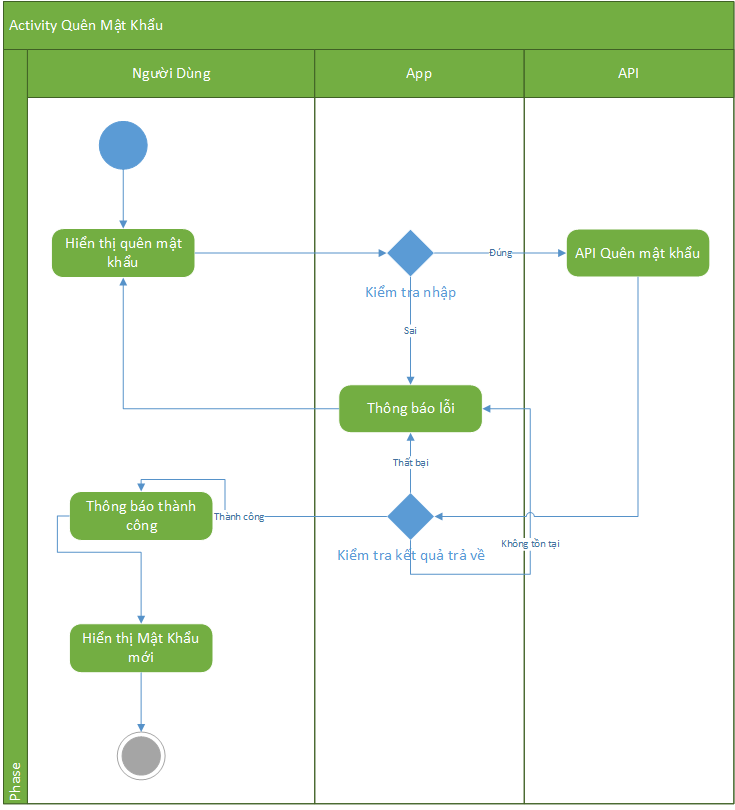 Activity Quên Mật Khẩu
Người Dùng
App
API
Hiển thị quên mật
khẩu
Đúng
API Quên mật khẩu
Kiểm tra nhập
Sai
Thông báo lỗi
Thất bại
Thông báo thành
công
Thành công
Không tồn tại
Kiểm tra kết quả trả về
Hiển thị Mật Khẩu
mới
Phase